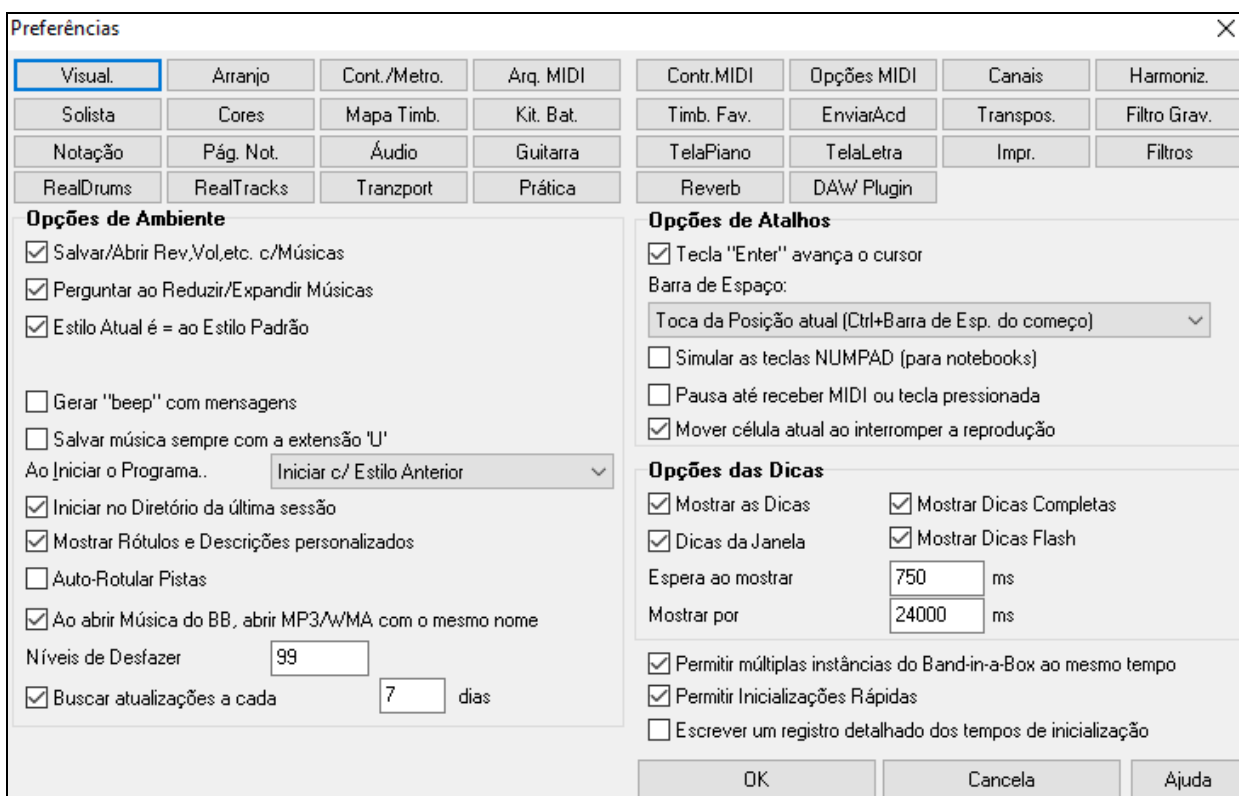 Preferências
Visual. Arranjo Cont./Metro. Arq. MIDI Contr.MIDI Opções MIDI Canais Harmoniz.
Solista Cores Mapa Timb. Kit. Bat. Timb. Fav. EnviarAcd Transpos. Filtro Grav.
Notação Pág. Not. Áudio Guitarra TelaPiano TelaLetra Impr. Filtros
RealDrums RealTracks Tranzport Prática Reverb DAW Plugin
Opções de Ambiente
Salvar/Abrir Rev,Vol,etc. c/Músicas
Perguntar ao Reduzir/Expandir Músicas
Estilo Atual é = ao Estilo Padrão
Gerar "beep" com mensagens
Salvar música sempre com a extensão 'U'
Ao Iniciar o Programa.. Iniciar c/ Estilo Anterior
Iniciar no Diretório da última sessão
Mostrar Rótulos e Descrições personalizados
Auto-Rotular Pistas
Ao abrir Música do BB, abrir MP3/WMA com o mesmo nome
Níveis de Desfazer 99
Buscar atualizações a cada 7 dias
Opções de Atalhos
Tecla "Enter" avança o cursor
Barra de Espaço:
Toca da Posição atual (Ctrl+Barra de Esp. do começo)
Simular as teclas NUMPAD (para notebooks)
Pausa até receber MIDI ou tecla pressionada
Mover célula atual ao interromper a reprodução
Opções das Dicas
Mostrar as Dicas Mostrar Dicas Completas
Dicas da Janela Mostrar Dicas Flash
Espera ao mostrar 750 ms
Mostrar por 24000 ms
Permitir múltiplas instâncias do Band-in-a-Box ao mesmo tempo
Permitir Inicializações Rápidas
Escrever um registro detalhado dos tempos de inicialização
OK Cancela Ajuda